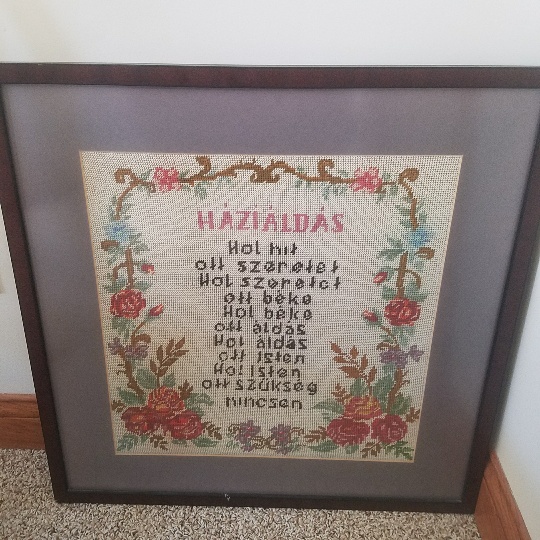 HÁZIÁLDÁS
Hol hit
ott szeretet
Hol szeretet
ott béke
Hol béke
ott áldás
Hol áldás
ott Isten
Hol Isten
ott szükség
nincsen